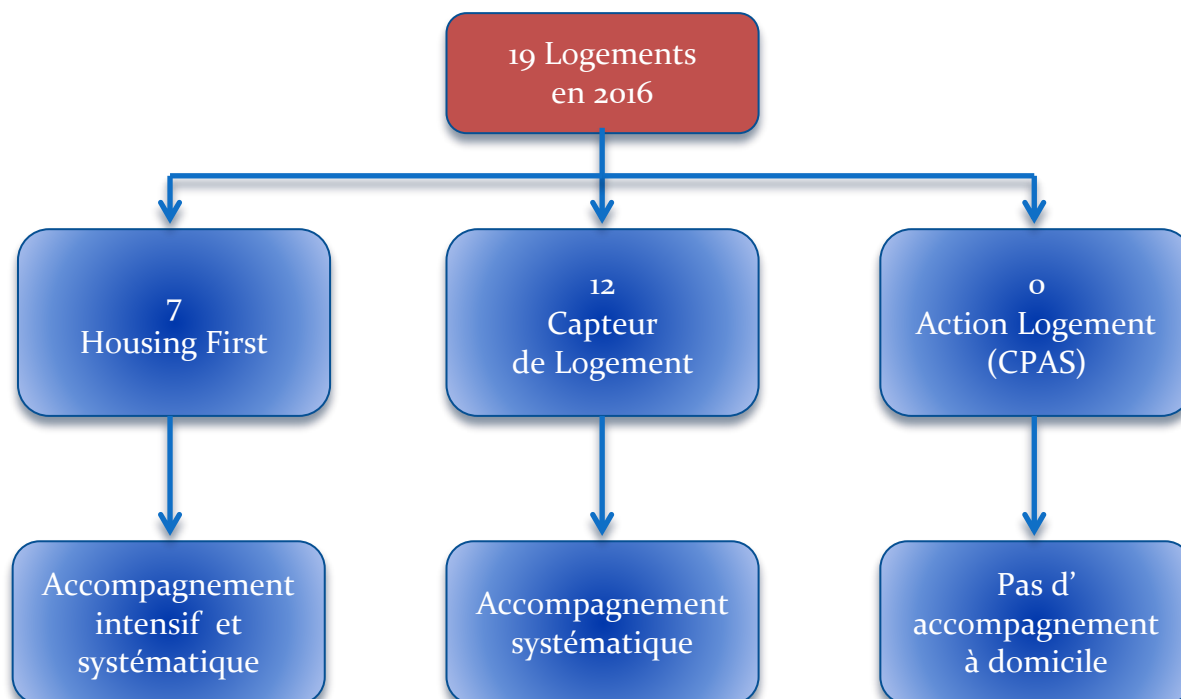 19 Logements
en 2016
7
Housing First
12
Capteur
de Logement
0
Action Logement
(CPAS)
Accompagnement
intensif et
systématique
Accompagnement
systématique
Pas d'
accompagnement
à domicile